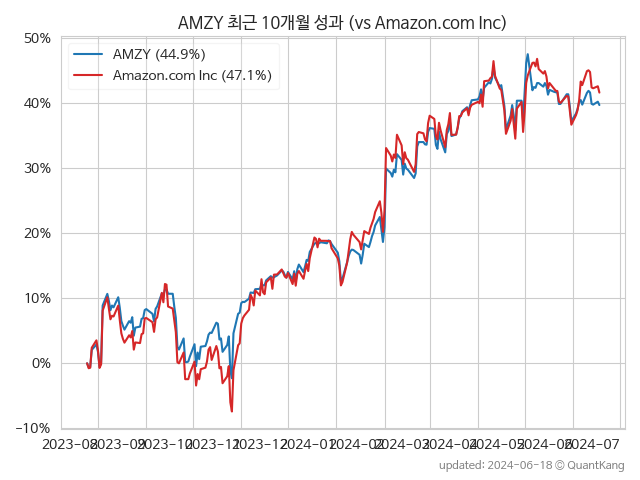 AMZY 최근 10개월 성과 (vs Amazon.com Inc)
AMZY (44.9%)
Amazon.com Inc (47.1%)
50%
40%
30%
20%
10%
0%
−10%
2023-08 2023-09 2023-10 2023-11 2023-12 2024-01 2024-02 2024-03 2024-04 2024-05 2024-06 2024-07
updated: 2024-06-18 © QuantKang